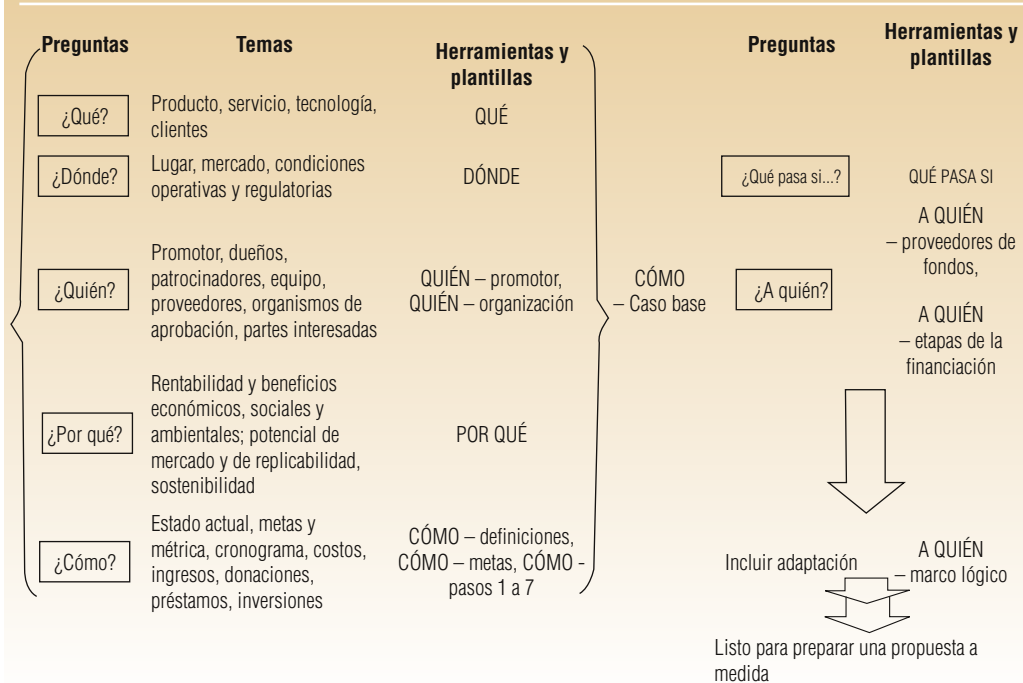 Preguntas
Temas
Herramientas y
plantillas
¿Qué?
Producto, servicio, tecnología,
clientes
QUÉ
¿Dónde?
Lugar, mercado, condiciones
operativas y regulatorias
DÓNDE
¿Quién?
Promotor, dueños,
patrocinadores, equipo,
proveedores, organismos de
aprobación, partes interesadas
QUIÉN – promotor,
QUIÉN – organización
¿Por qué?
Rentabilidad y beneficios
económicos, sociales y
ambientales; potencial de
mercado y de replicabilidad,
sostenibilidad
POR QUÉ
¿Cómo?
Estado actual, metas y
métrica, cronograma, costos,
ingresos, donaciones,
préstamos, inversiones
CÓMO – definiciones,
CÓMO – metas, CÓMO -
pasos 1 a 7
CÓMO
– Caso base
Preguntas
Herramientas y
plantillas
¿Qué pasa si...?
QUÉ PASA SI
¿A quién?
A QUIÉN
– proveedores de
fondos,
A QUIÉN
– etapas de la
financiación
Incluir adaptación
A QUIÉN
– marco lógico
Listo para preparar una propuesta a
medida